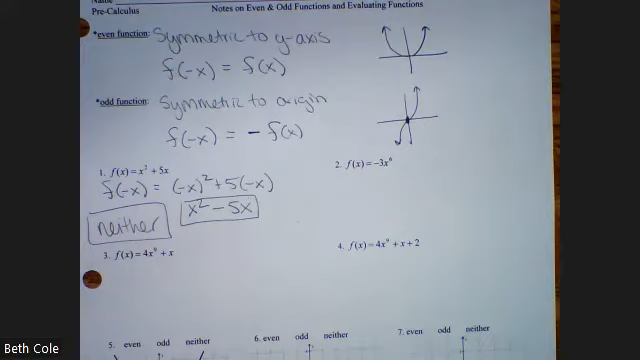 Name
Pre-Calculus
Notes on Even & Odd Functions and Evaluating Functions
*even function: Symmetric to y-axis
f(-x) = f(x)
*odd function: Symmetric to origin
f(-x) = - f(x)
1. f(x) = x² + 5x
f(-x) = (-x)² + 5(-x)
x² - 5x
neither
2. f(x) = -3x⁶
3. f(x) = 4x⁹ + x
4. f(x) = 4x⁹ + x + 2
5. even odd neither
6. even odd neither
7. even odd neither
Beth Cole